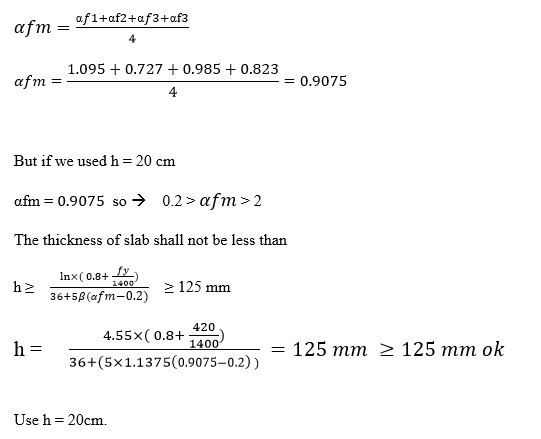 αfm = (αf1+αf2+αf3+αf3)/4
αfm = (1.095 + 0.727 + 0.985 + 0.823)/4 = 0.9075
But if we used h = 20 cm
αfm = 0.9075 so → 0.2 > αfm > 2
The thickness of slab shall not be less than
h ≥ (ln×( 0.8+ fy/1400))/(36+5β(αfm−0.2)) ≥ 125 mm
h = (4.55×( 0.8+ 420/1400))/(36+(5×1.1375(0.9075−0.2) )) = 125 mm ≥ 125 mm ok
Use h = 20cm.